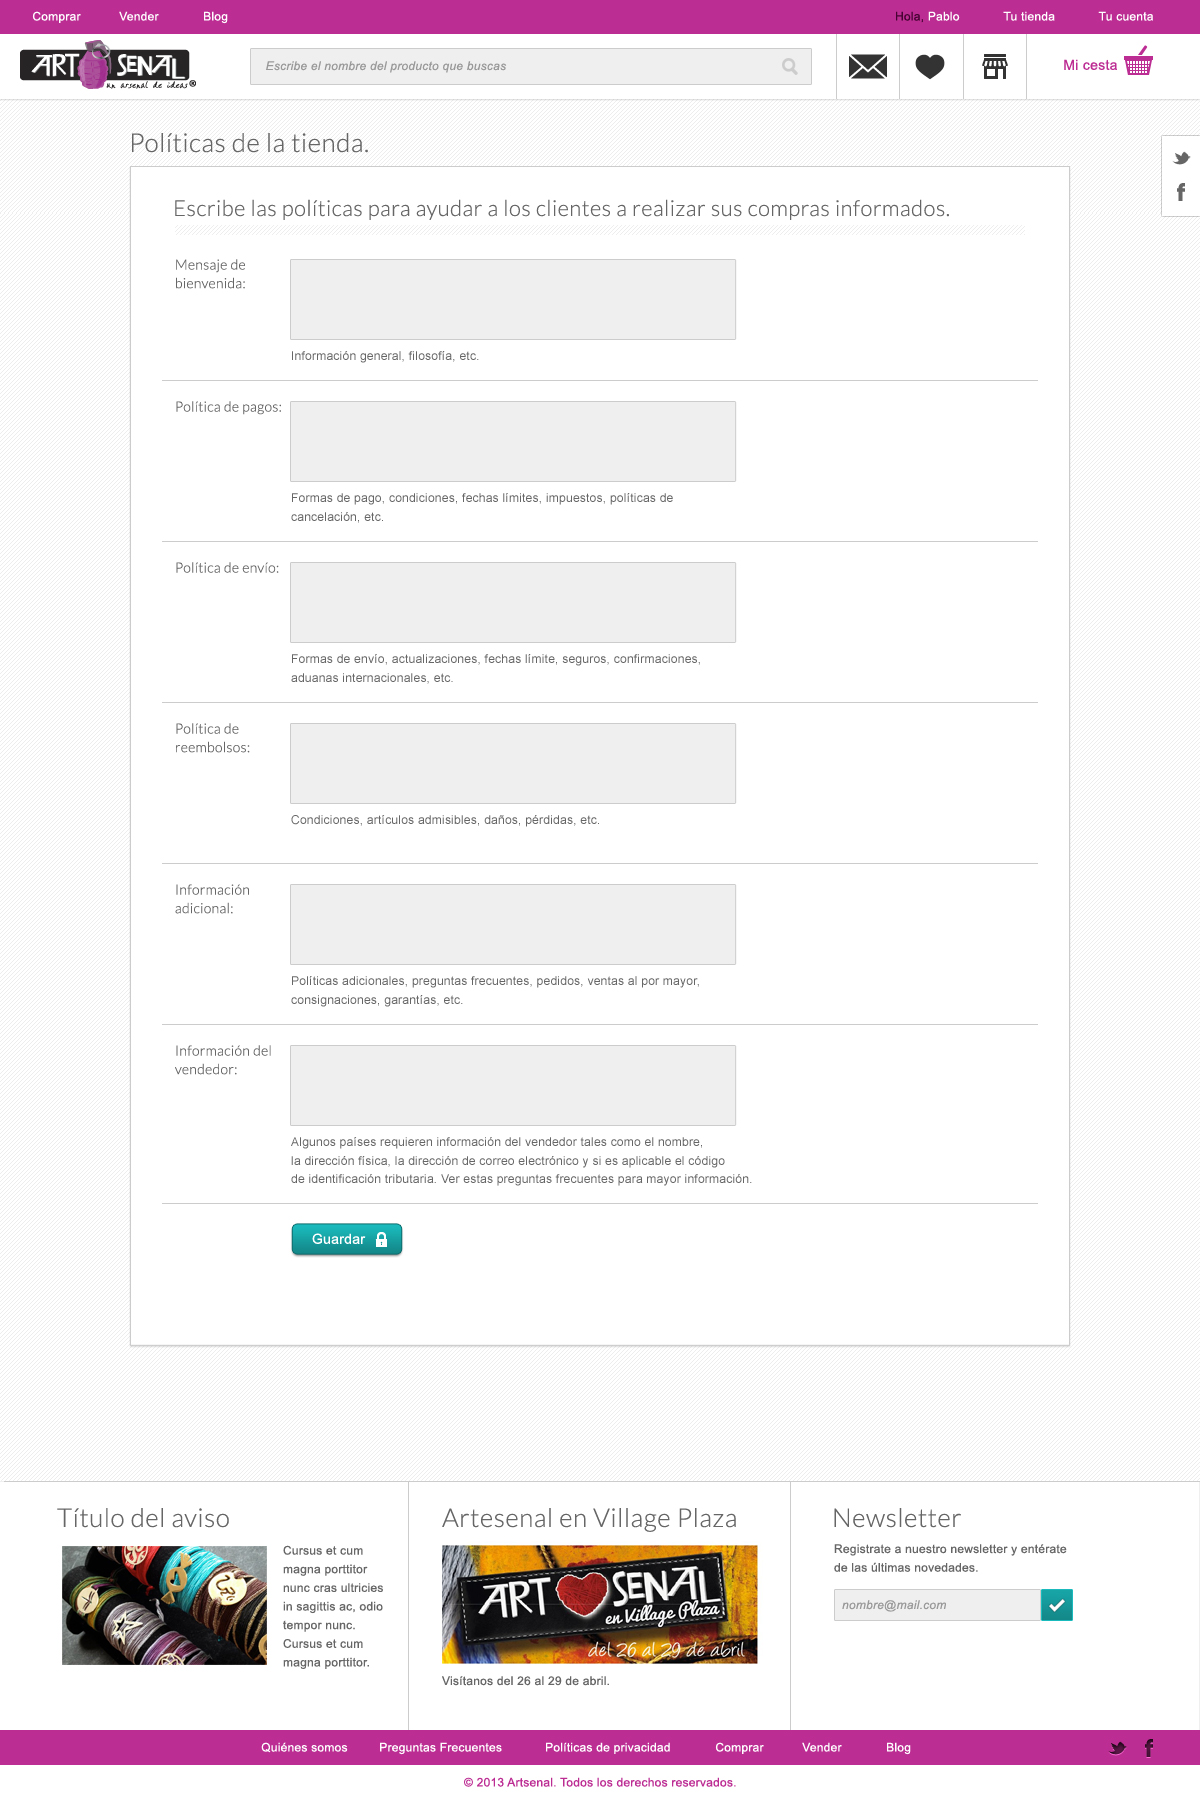 Comprar Vender Blog Hola, Pablo Tu tienda Tu cuenta
ARTSENAL
un arsenal de ideas®
Escribe el nombre del producto que buscas
Mi cesta
Políticas de la tienda.
Escribe las políticas para ayudar a los clientes a realizar sus compras informados.
Mensaje de
bienvenida:
Información general, filosofía, etc.
Política de pagos:
Formas de pago, condiciones, fechas límites, impuestos, políticas de
cancelación, etc.
Política de envío:
Formas de envío, actualizaciones, fechas límite, seguros, confirmaciones,
aduanas internacionales, etc.
Política de
reembolsos:
Condiciones, artículos admisibles, daños, pérdidas, etc.
Información
adicional:
Políticas adicionales, preguntas frecuentes, pedidos, ventas al por mayor,
consignaciones, garantías, etc.
Información del
vendedor:
Algunos países requieren información del vendedor tales como el nombre,
la dirección física, la dirección de correo electrónico y si es aplicable el código
de identificación tributaria. Ver estas preguntas frecuentes para mayor información.
Guardar
Título del aviso
Cursus et cum
magna porttitor
nunc cras ultricies
in sagittis ac, odio
tempor nunc.
Cursus et cum
magna porttitor.
Artesenal en Village Plaza
ART SENAL
en Village Plaza
del 26 al 29 de abril
Visítanos del 26 al 29 de abril.
Newsletter
Registrate a nuestro newsletter y entérate
de las últimas novedades.
nombre@mail.com
Quiénes somos Preguntas Frecuentes Políticas de privacidad Comprar Vender Blog
© 2013 Artsenal. Todos los derechos reservados.